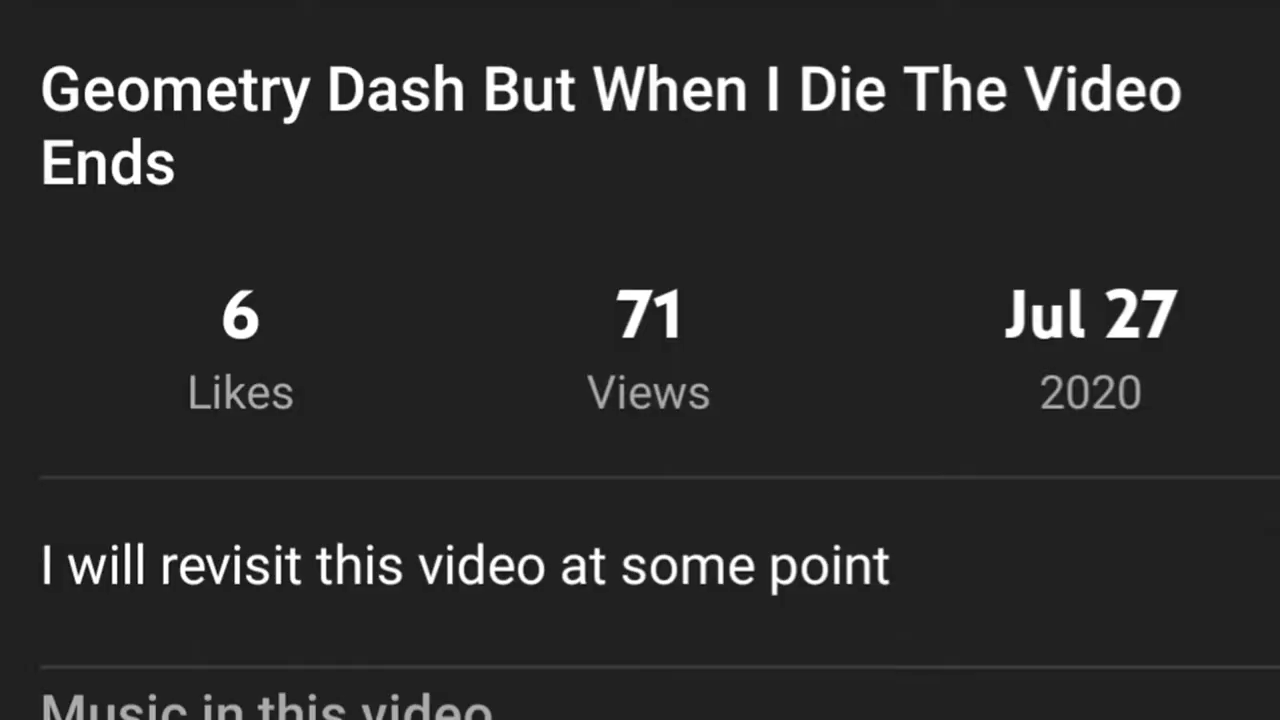 Geometry Dash But When I Die The Video
Ends
6 71 Jul 27
Likes Views 2020
I will revisit this video at some point
Music in this video